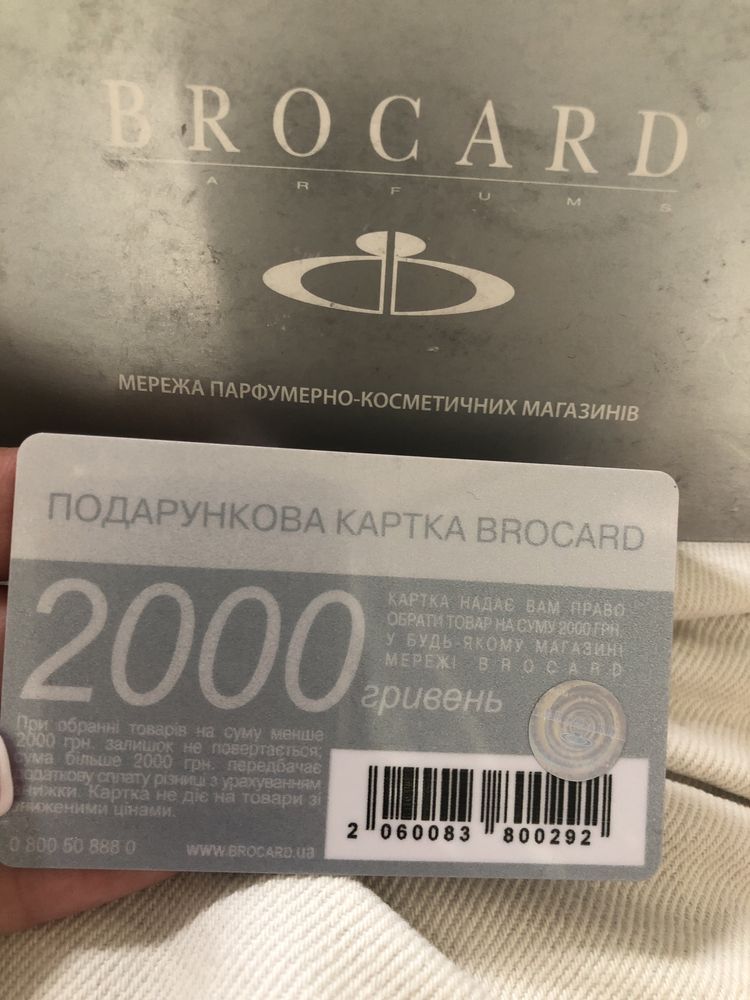 BROCARD
ARFUMS
МЕРЕЖА ПАРФУМЕРНО-КОСМЕТИЧНИХ МАГАЗИНІВ
ПОДАРУНКОВА КАРТКА BROCARD
2000
гривень
КАРТКА НАДАЄ ВАМ ПРАВО
ОБРАТИ ТОВАР НА СУМУ 2000 ГРН.
У БУДЬ-ЯКОМУ МАГАЗИНІ
МЕРЕЖІ BROCARD
При обранні товарів на суму менше
2000 грн. залишок не повертається;
сума більше 2000 грн. передбачає
додаткову сплату різниці з урахуванням
знижки. Картка не діє на товари зі
зниженими цінами.
0 800 50 888 0
WWW.BROCARD.UA
2 060083 800292